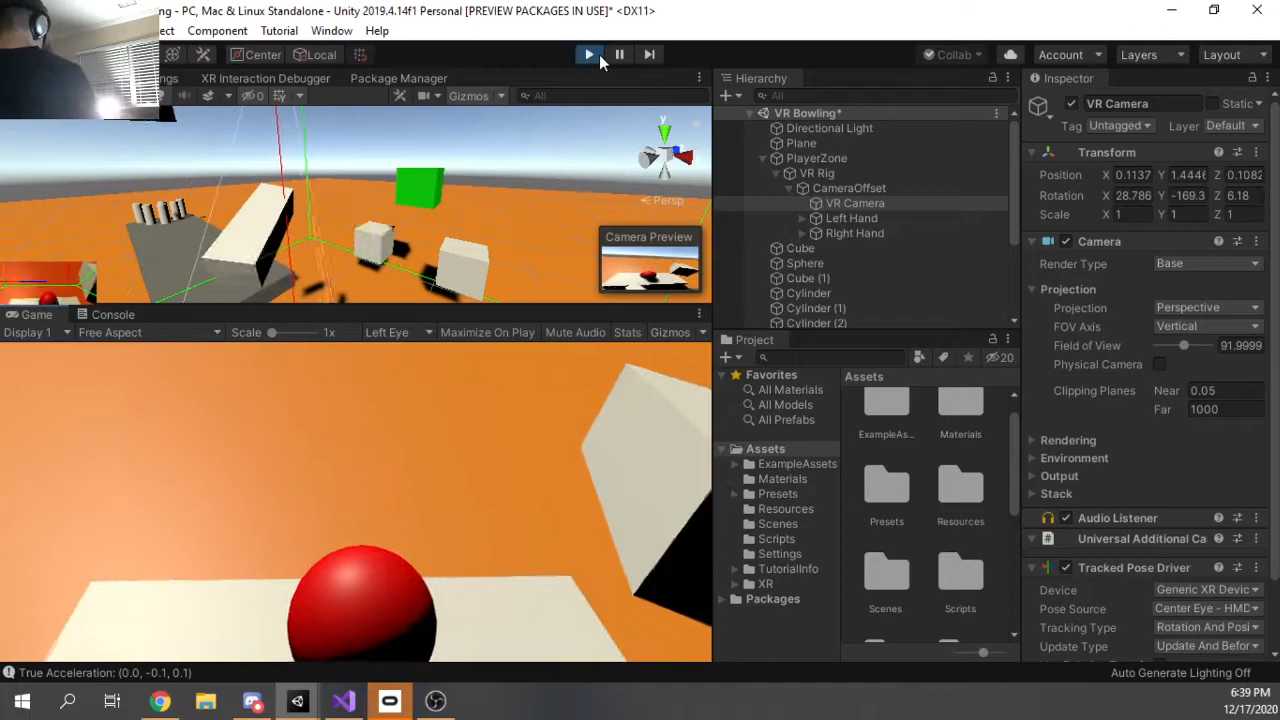 ng - PC, Mac & Linux Standalone - Unity 2019.4.14f1 Personal [PREVIEW PACKAGES IN USE]* <DX11>
ect Component Tutorial Window Help
Center Local Collab Account Layers Layout
ngs XR Interaction Debugger Package Manager
0 Gizmos All
y
Persp
Camera Preview
Game Console
Display 1 Free Aspect Scale 1x Left Eye Maximize On Play Mute Audio Stats Gizmos
Hierarchy
All
VR Bowling*
Directional Light
Plane
PlayerZone
VR Rig
CameraOffset
VR Camera
Left Hand
Right Hand
Cube
Sphere
Cube (1)
Cylinder
Cylinder (1)
Cylinder (2)
Project
20
Favorites
All Materials
All Models
All Prefabs
Assets
ExampleAssets
Materials
Presets
Resources
Scenes
Scripts
Settings
TutorialInfo
XR
Packages
Assets
ExampleAs...
Materials
Presets
Resources
Scenes
Scripts
Inspector
VR Camera Static
Tag Untagged Layer Default
Transform
Position X 0.1137 Y 1.4446 Z 0.1082
Rotation X 28.786 Y -169.3 Z 6.18
Scale X 1 Y 1 Z 1
Camera
Render Type Base
Projection
Projection Perspective
FOV Axis Vertical
Field of View 91.9999
Physical Camera
Clipping Planes Near 0.05
Far 1000
Rendering
Environment
Output
Stack
Audio Listener
Universal Additional Ca
Tracked Pose Driver
Device Generic XR Devic
Pose Source Center Eye - HMD
Tracking Type Rotation And Posi
Update Type Update And Befor
True Acceleration: (0.0, -0.1, 0.1)
Auto Generate Lighting Off
6:39 PM
12/17/2020